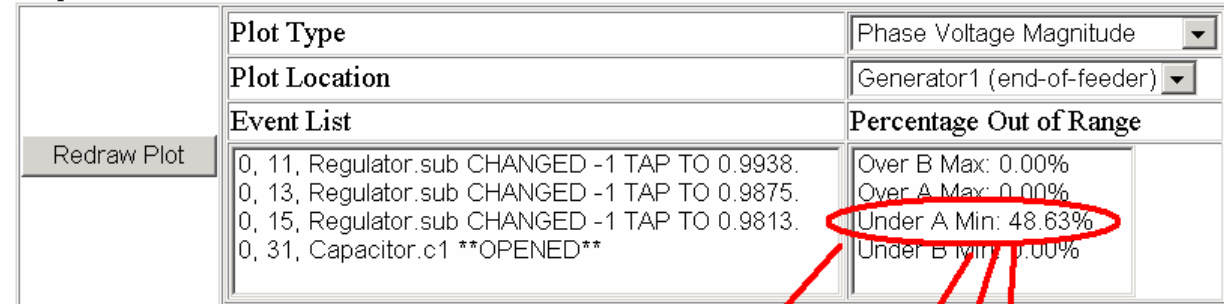 Plot Type
Phase Voltage Magnitude
Plot Location
Generator1 (end-of-feeder)
Event List
Percentage Out of Range
Redraw Plot
0, 11, Regulator.sub CHANGED -1 TAP TO 0.9938.
0, 13, Regulator.sub CHANGED -1 TAP TO 0.9875.
0, 15, Regulator.sub CHANGED -1 TAP TO 0.9813.
0, 31, Capacitor.c1 **OPENED**
Over B Max: 0.00%
Over A Max: 0.00%
Under A Min: 48.63%
Under B Min: 0.00%